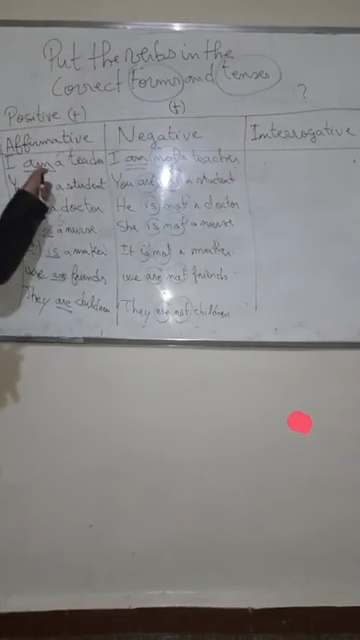 Put the verbs in the
correct forms and tenses
?
Positive (+)
(+)
Affirmative Negative Interrogative
I am a teacher I am not a teacher
a student You are not a student
a doctor He is not a doctor
a nurse She is not a nurse
is a marker It is not a marker
we are friends we are not friends
They are children They are not children